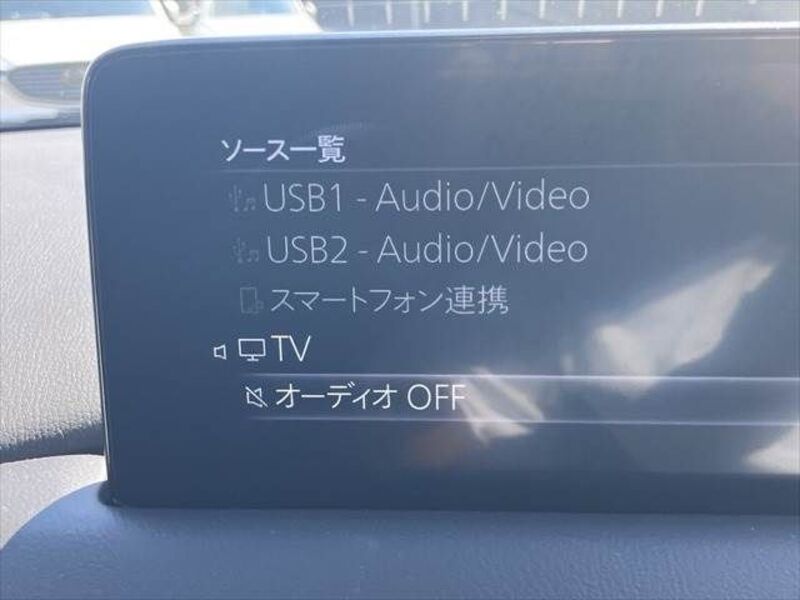 ソース一覧
USB1 - Audio/Video
USB2 - Audio/Video
スマートフォン連携
TV
オーディオ OFF